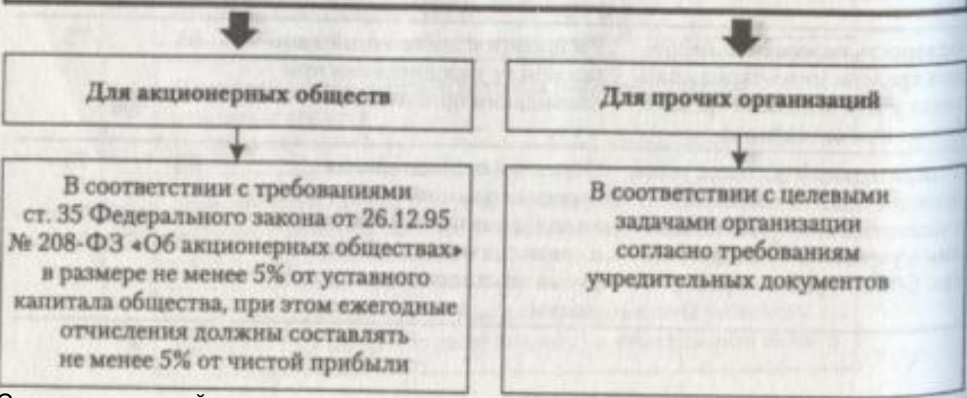 Для акционерных обществ
В соответствии с требованиями
ст. 35 Федерального закона от 26.12.95
№ 208-ФЗ «Об акционерных обществах»
в размере не менее 5% от уставного
капитала общества, при этом ежегодные
отчисления должны составлять
не менее 5% от чистой прибыли
Для прочих организаций
В соответствии с целевыми
задачами организации
согласно требованиям
учредительных документов